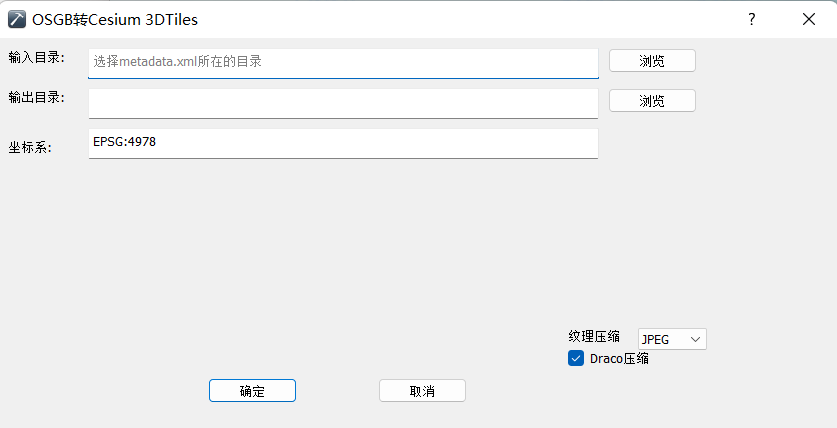 OSGB转Cesium 3DTiles
?
输入目录:
选择metadata.xml所在的目录
浏览
输出目录:
浏览
坐标系:
EPSG:4978
纹理压缩
JPEG
Draco压缩
确定
取消